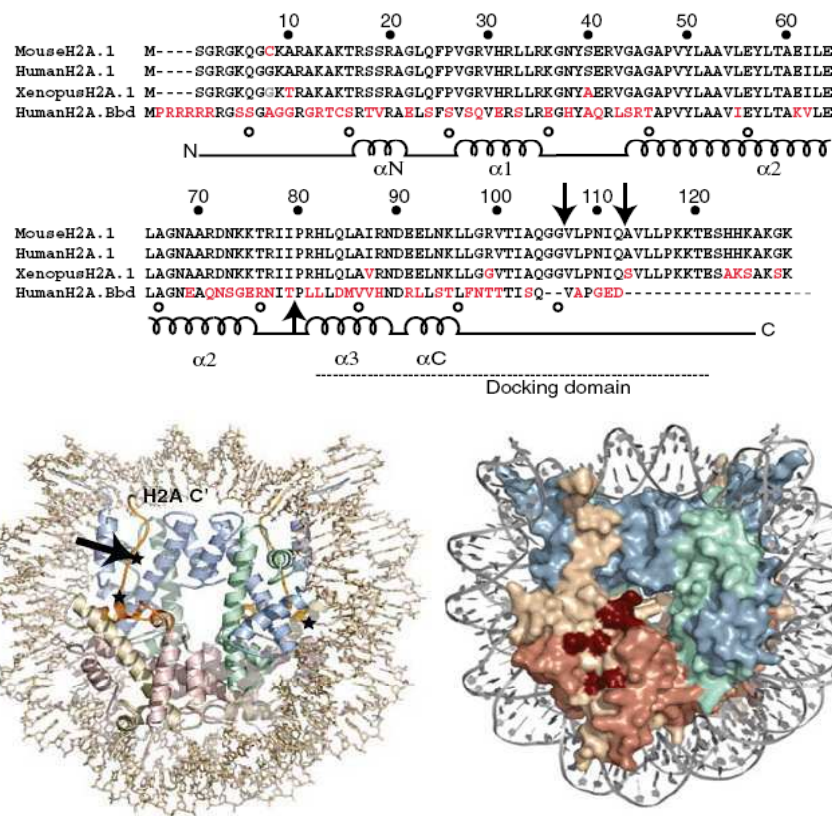 10 20 30 40 50 60
MouseH2A.1 M----SGRGKQGCKARAKAKTRSSRAGLQFPVGRVHRLLRKGNYSERVGAGAPVYLAAVLEYLTAEILE
HumanH2A.1 M----SGRGKQGGKARAKAKTRSSRAGLQFPVGRVHRLLRKGNYSERVGAGAPVYLAAVLEYLTAEILE
XenopusH2A.1 M----SGRGKQGGKTRAKAKTRSSRAGLQFPVGRVHRLLRKGNYAERVGAGAPVYLAAVLEYLTAEILE
HumanH2A.Bbd MPRRRRRRGSSGAGGRGRTCSRTVRAELSFSVSQVERSLREGHYAQRLSRTAPVYLAAVIEYLTAKVLE
N
αN α1 α2
70 80 90 100 110 120
MouseH2A.1 LAGNAARDNKKTRIIPRHLQLAIRNDEELNKLLGRVTIAQGGVLPNIQAVLLPKKTESHHKAKGK
HumanH2A.1 LAGNAARDNKKTRIIPRHLQLAIRNDEELNKLLGRVTIAQGGVLPNIQAVLLPKKTESHHKAKGK
XenopusH2A.1 LAGNAARDNKKTRIIPRHLQLAVRNDEELNKLLGGVTIAQGGVLPNIQSVLLPKKTESAKSAKSK
HumanH2A.Bbd LAGNEAQNSGERNITPLLLDMVVHNDRLLSTLFNTTTISQ--VAPGED-----------------
C
α2 α3 αC
Docking domain
H2A C'